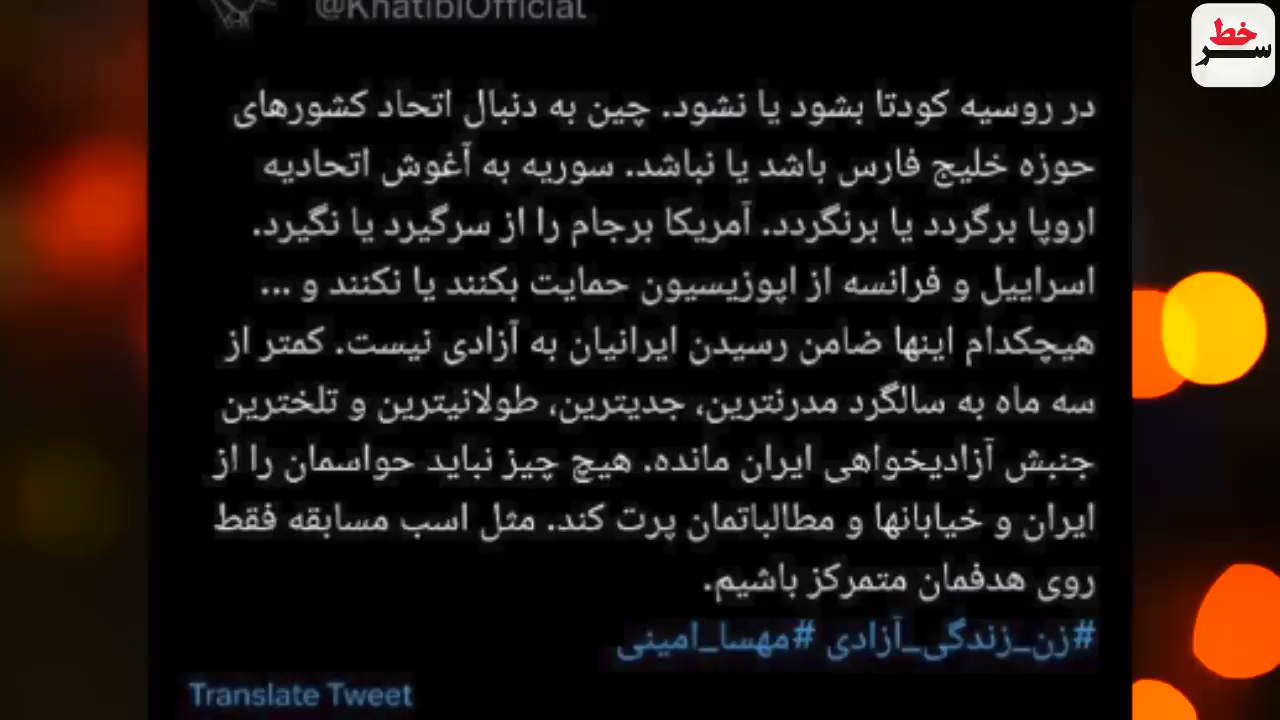 @KhatibiOfficial
خط
سر
در روسیه کودتا بشود یا نشود. چین به دنبال اتحاد کشورهای
حوزه خلیج فارس باشد یا نباشد. سوریه به آغوش اتحادیه
اروپا برگردد یا برنگردد. آمریکا برجام را از سرگیرد یا نگیرد.
اسراییل و فرانسه از اپوزیسیون حمایت بکنند یا نکنند و ...
هیچکدام اینها ضامن رسیدن ایرانیان به آزادی نیست. کمتر از
سه ماه به سالگرد مدرنترین، جدیترین، طولانیترین و تلخترین
جنبش آزادیخواهی ایران مانده. هیچ چیز نباید حواسمان را از
ایران و خیابانها و مطالباتمان پرت کند. مثل اسب مسابقه فقط
روی هدفمان متمرکز باشیم.
#زن_زندگی_آزادی #مهسا_امینی
Translate Tweet